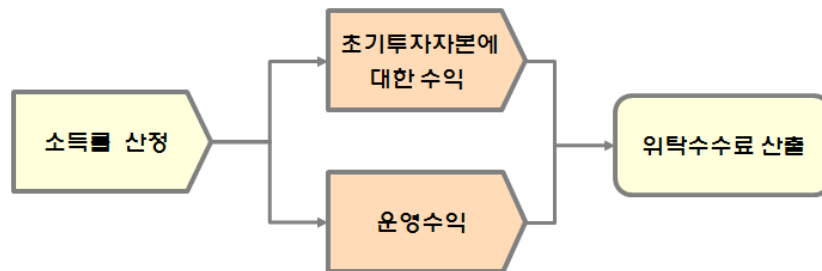 초기투자자본에
대한 수익
소득률 산정
위탁수수료 산출
운영수익